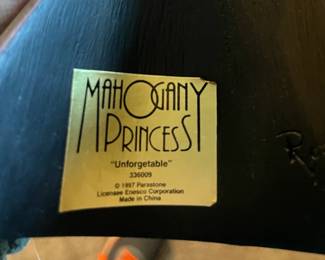 MAHOGANY
PRINCESS
"Unforgetable"
336009
© 1997 Parastone
Licensee Enesco Corporation
Made in China